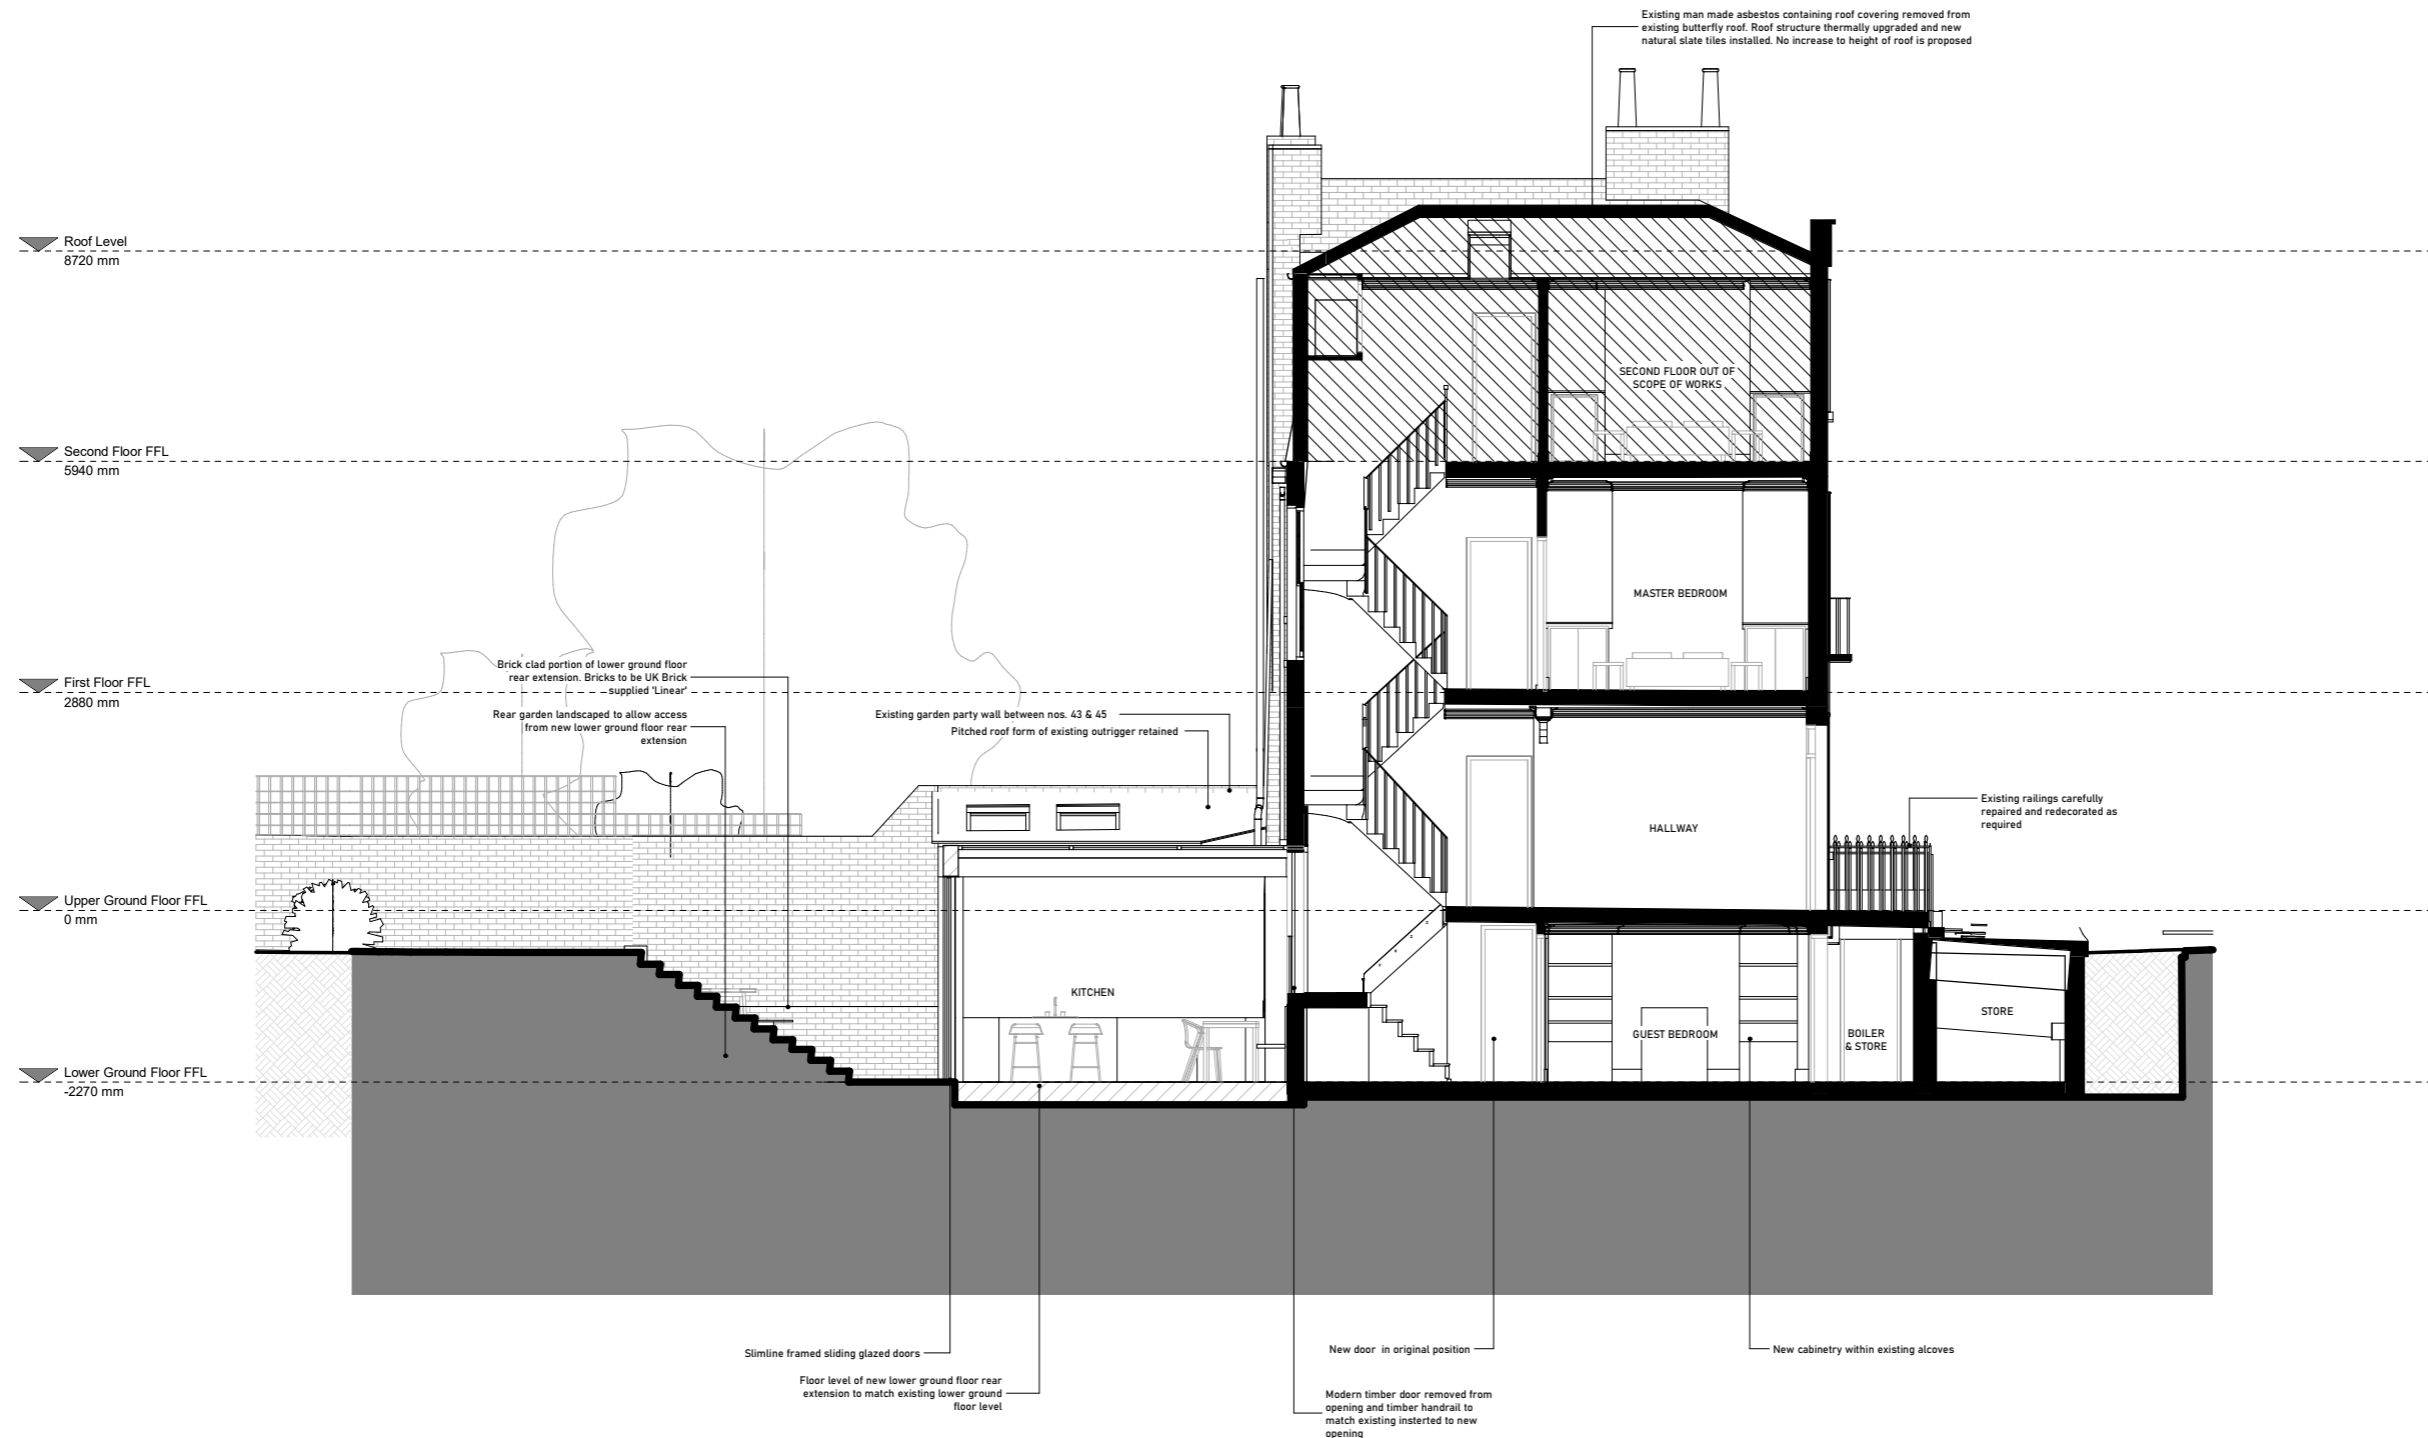 Existing man made asbestos containing roof covering removed from
existing butterfly roof. Roof structure thermally upgraded and new
natural slate tiles installed. No increase to height of roof is proposed
Roof Level
8720 mm
SECOND FLOOR OUT OF
SCOPE OF WORKS
Second Floor FFL
5940 mm
MASTER BEDROOM
Brick clad portion of lower ground floor
rear extension. Bricks to be UK Brick
supplied 'Linear'
First Floor FFL
2880 mm
Rear garden landscaped to allow access
from new lower ground floor rear
extension
Existing garden party wall between nos. 43 & 45
Pitched roof form of existing outrigger retained
Existing railings carefully
repaired and redecorated as
required
HALLWAY
Upper Ground Floor FFL
0 mm
KITCHEN
STORE
GUEST BEDROOM
BOILER
& STORE
Lower Ground Floor FFL
-2270 mm
Slimline framed sliding glazed doors
New door in original position
New cabinetry within existing alcoves
Floor level of new lower ground floor rear
extension to match existing lower ground
floor level
Modern timber door removed from
opening and timber handrail to
match existing insterted to new
opening